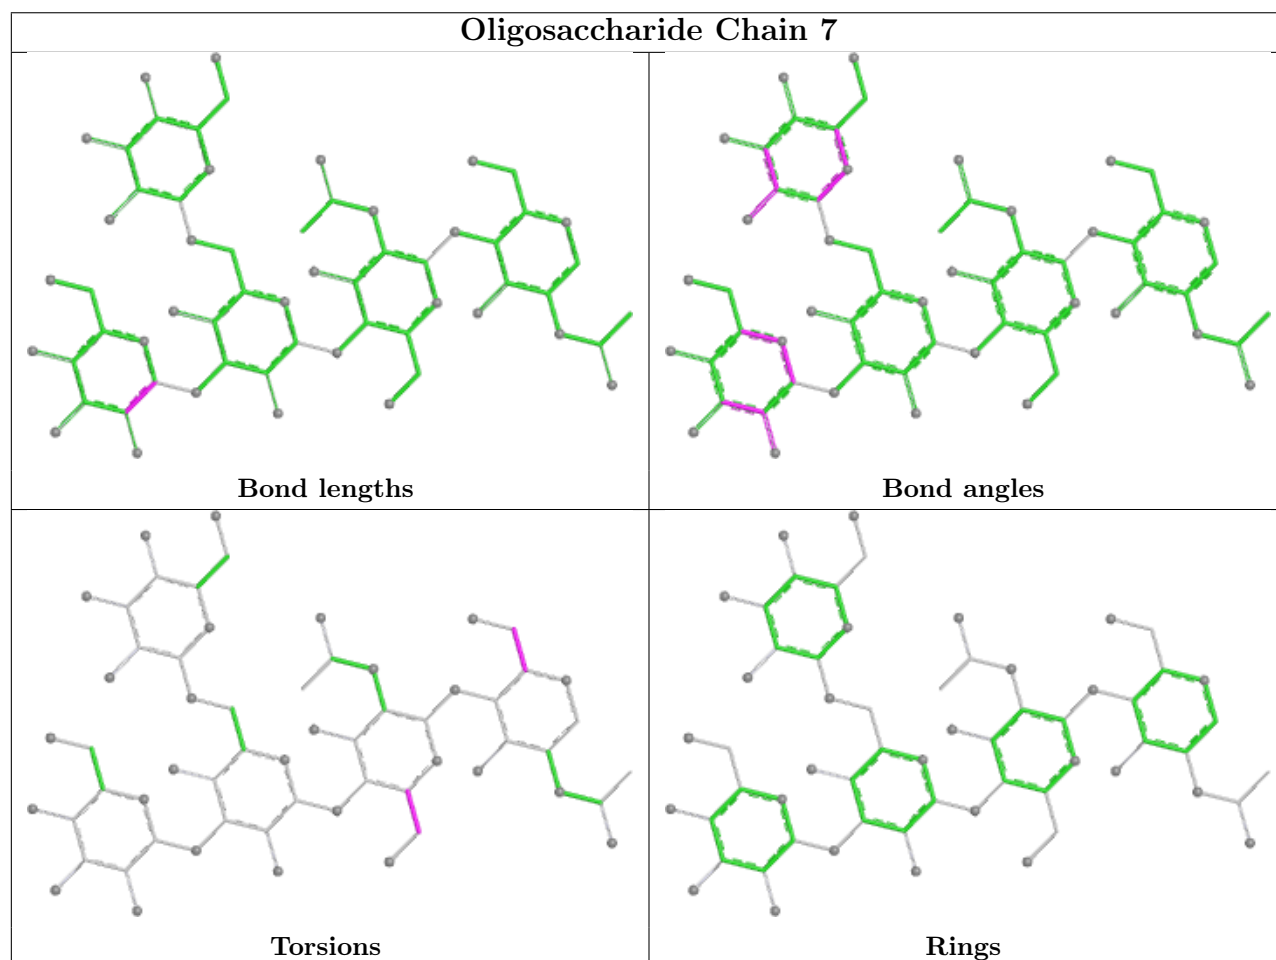 Oligosaccharide Chain 7
Bond lengths
Bond angles
Torsions
Rings